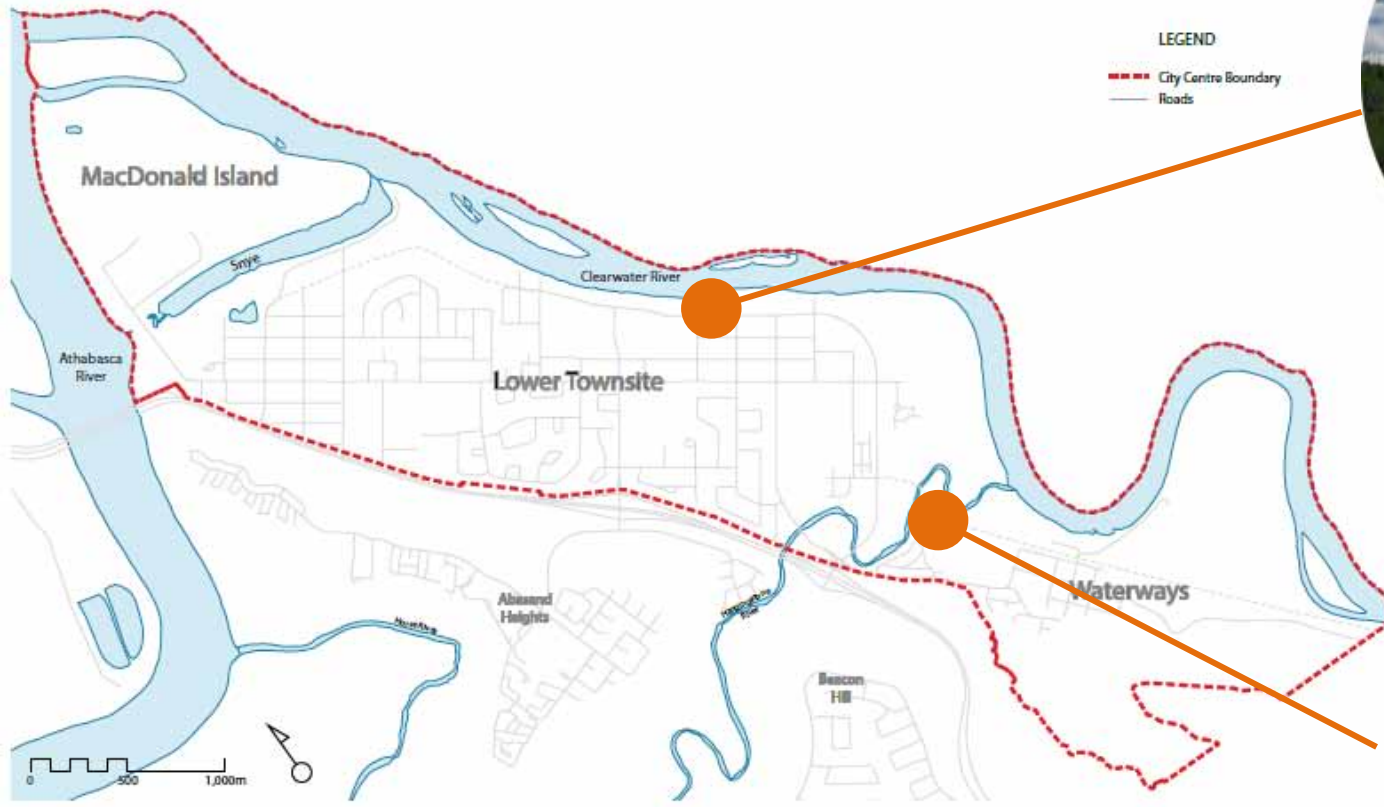 LEGEND
City Centre Boundary
Roads
MacDonald Island
Snye
Clearwater River
Athabasca
River
Lower Townsite
Waterways
Abasand
Heights
River
Beacon
Hill
0 500 1,000m